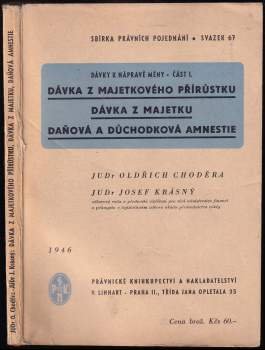 SBÍRKA PRÁVNÍCH POJEDNÁNÍ • SVAZEK 67
DÁVKY K NÁPRAVĚ MĚNY • ČÁST I.
DÁVKA Z MAJETKOVÉHO PŘÍRŮSTKU
DÁVKA Z MAJETKU
DAŇOVÁ A DŮCHODKOVÁ AMNESTIE
JUDr OLDŘICH CHODĚRA
JUDr JOSEF KRÁSNÝ
1946
PRÁVNICKÉ KNIHKUPECTVÍ A NAKLADATELSTVÍ
V. LINHART - PRAHA II., TŘÍDA JANA OPLETALA 35
Cena brož. Kčs 60.—
JUDr. O. Choděra, JUDr. J. Krásný: DÁVKA Z MAJETKOVÉHO PŘÍRŮSTKU, DÁVKA Z MAJETKU, DAŇOVÁ AMNESTIE